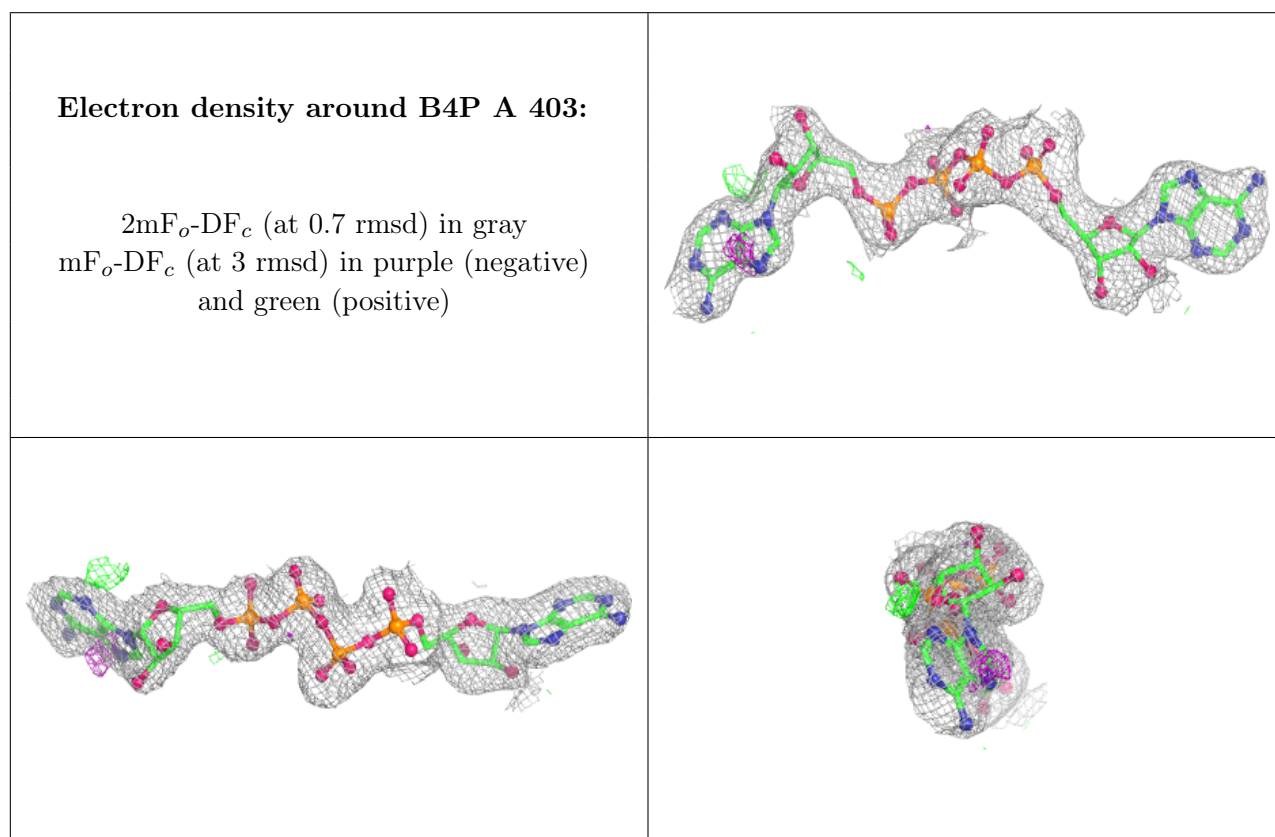 Electron density around B4P A 403:
2mFo-DFc (at 0.7 rmsd) in gray
mFo-DFc (at 3 rmsd) in purple (negative)
and green (positive)